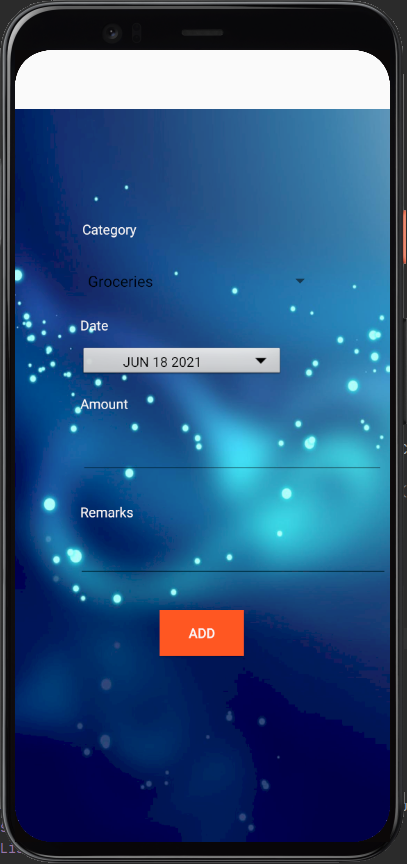 Category
Groceries
Date
JUN 18 2021
Amount
Remarks
ADD